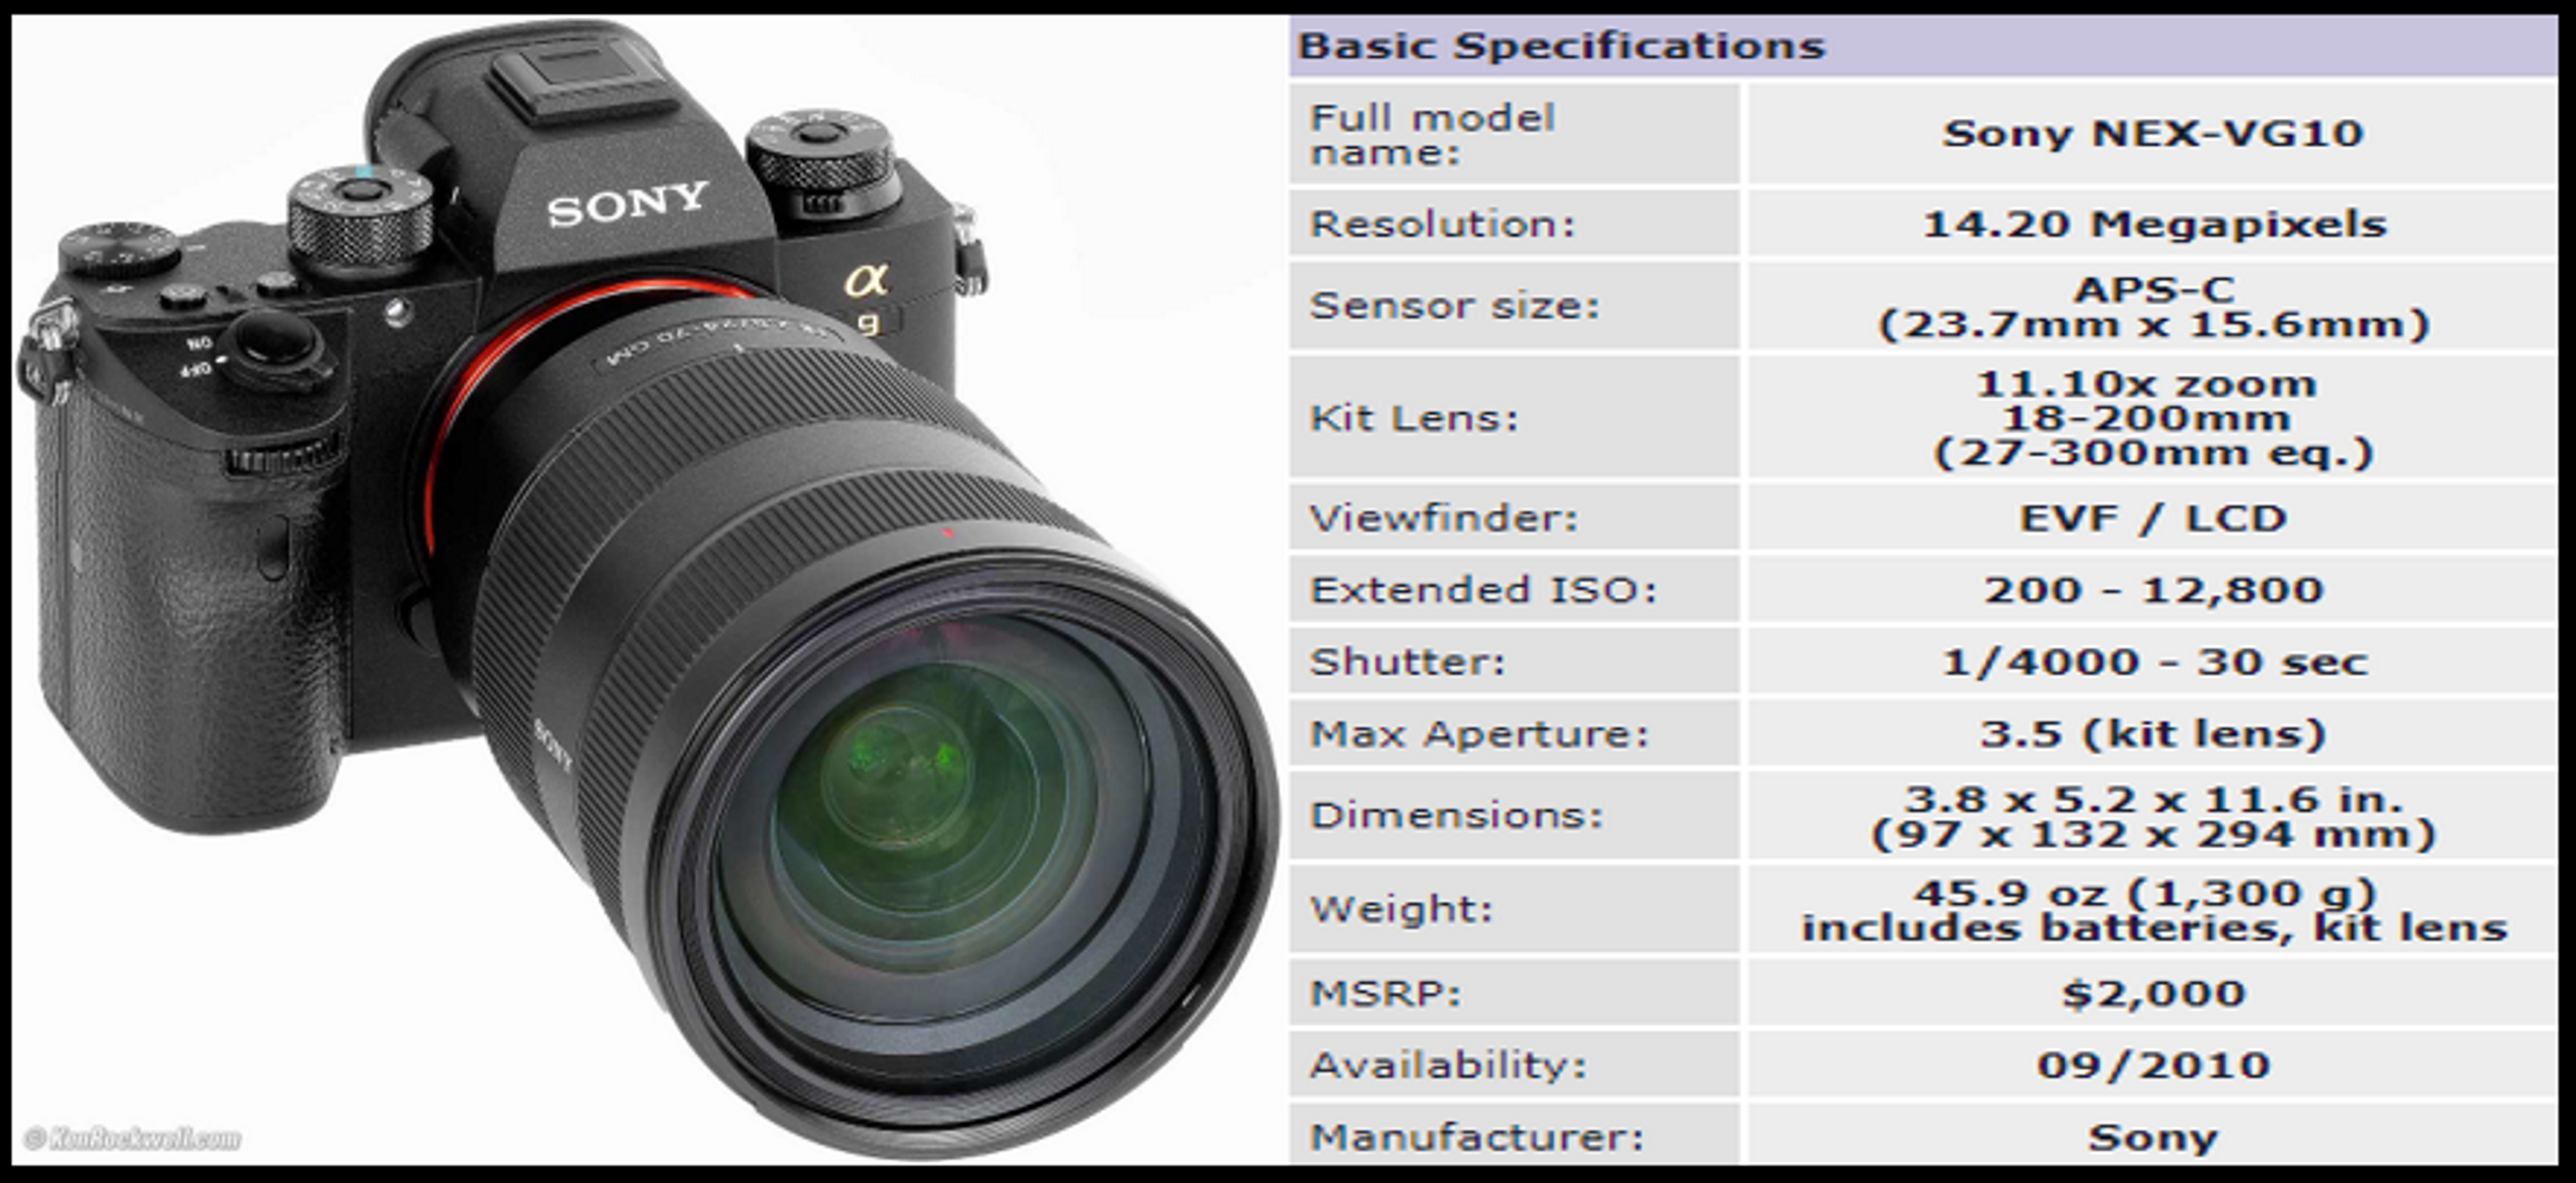 SONY
α
9
ON
OFF
SONY
© KenRockwell.com
Basic Specifications
Full model
name:
Sony NEX-VG10
Resolution:
14.20 Megapixels
Sensor size:
APS-C
(23.7mm x 15.6mm)
Kit Lens:
11.10x zoom
18-200mm
(27-300mm eq.)
Viewfinder:
EVF / LCD
Extended ISO:
200 - 12,800
Shutter:
1/4000 - 30 sec
Max Aperture:
3.5 (kit lens)
Dimensions:
3.8 x 5.2 x 11.6 in.
(97 x 132 x 294 mm)
Weight:
45.9 oz (1,300 g)
includes batteries, kit lens
MSRP:
$2,000
Availability:
09/2010
Manufacturer:
Sony